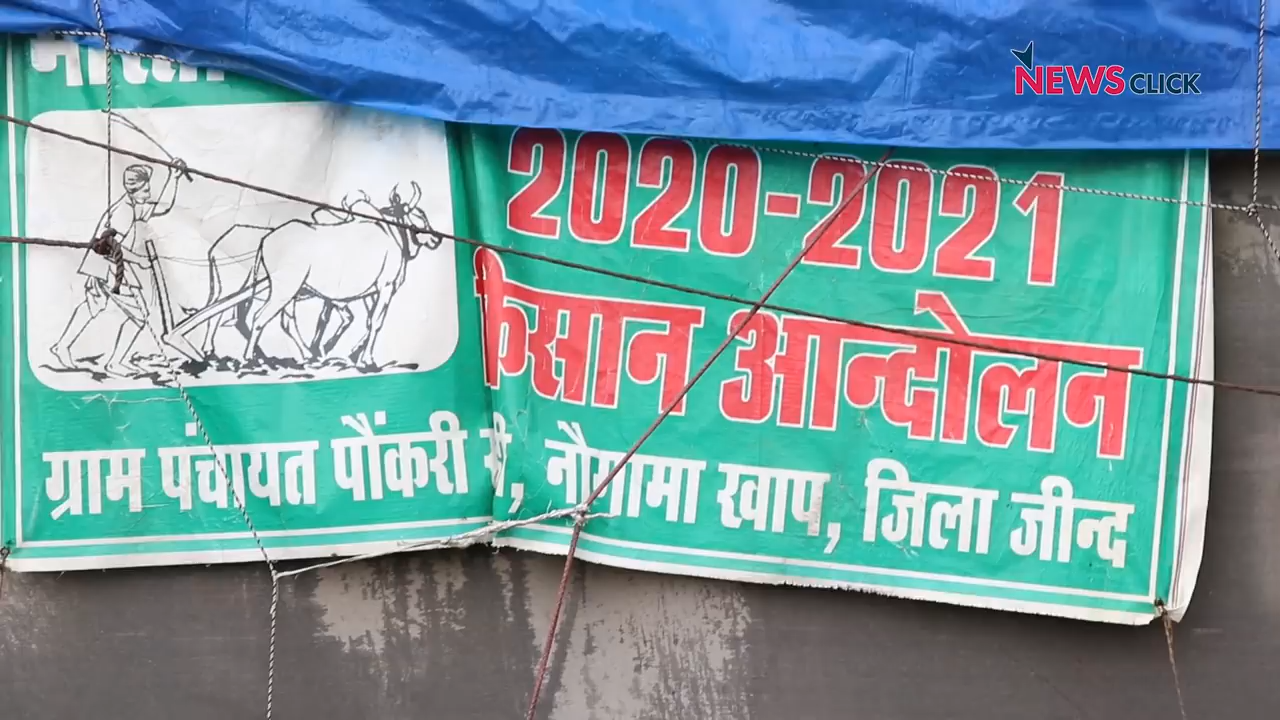 NEWSCLICK
2020-2021
किसान आन्दोलन
ग्राम पंचायत पौंकरी, नौगामा खाप, जिला जीन्द